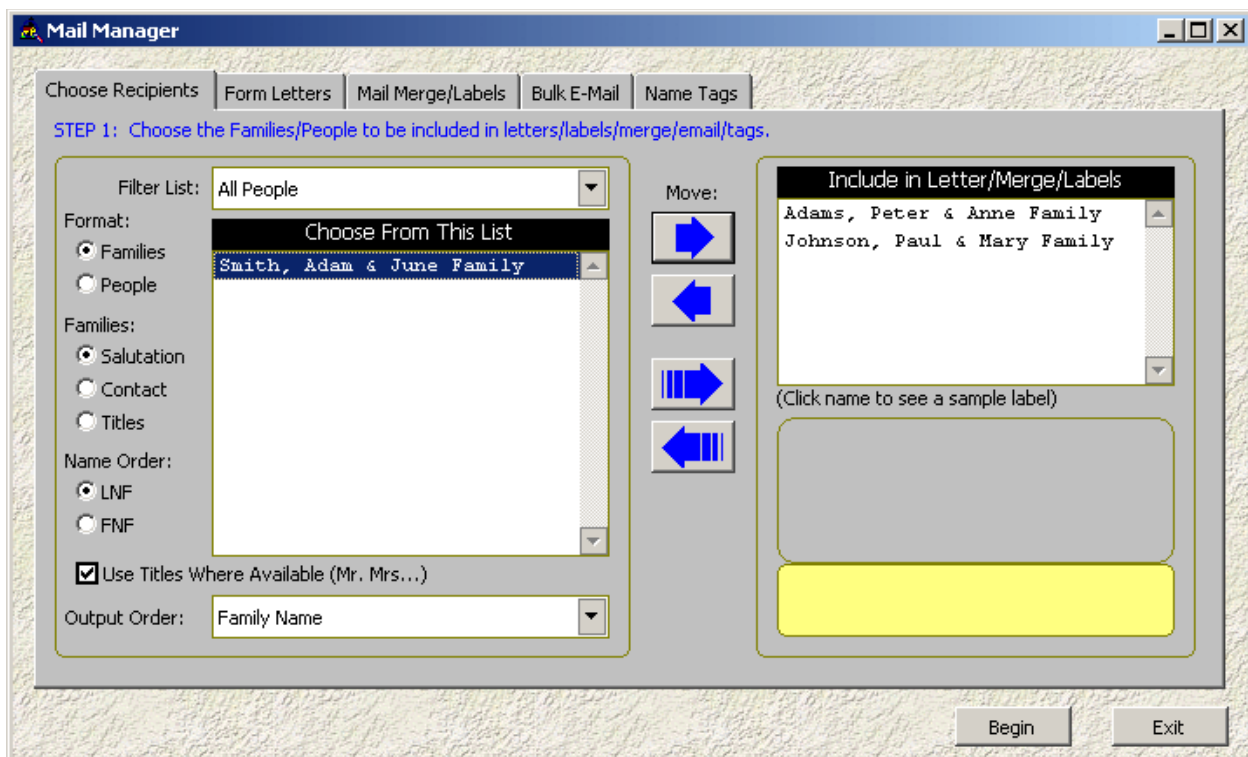 Mail Manager
Choose Recipients Form Letters Mail Merge/Labels Bulk E-Mail Name Tags
STEP 1: Choose the Families/People to be included in letters/labels/merge/email/tags.
Filter List: All People
Format:
Families
People
Families:
Salutation
Contact
Titles
Name Order:
LNF
FNF
Choose From This List
Smith, Adam & June Family
Use Titles Where Available (Mr. Mrs...)
Output Order: Family Name
Move:
Include in Letter/Merge/Labels
Adams, Peter & Anne Family
Johnson, Paul & Mary Family
(Click name to see a sample label)
Begin Exit